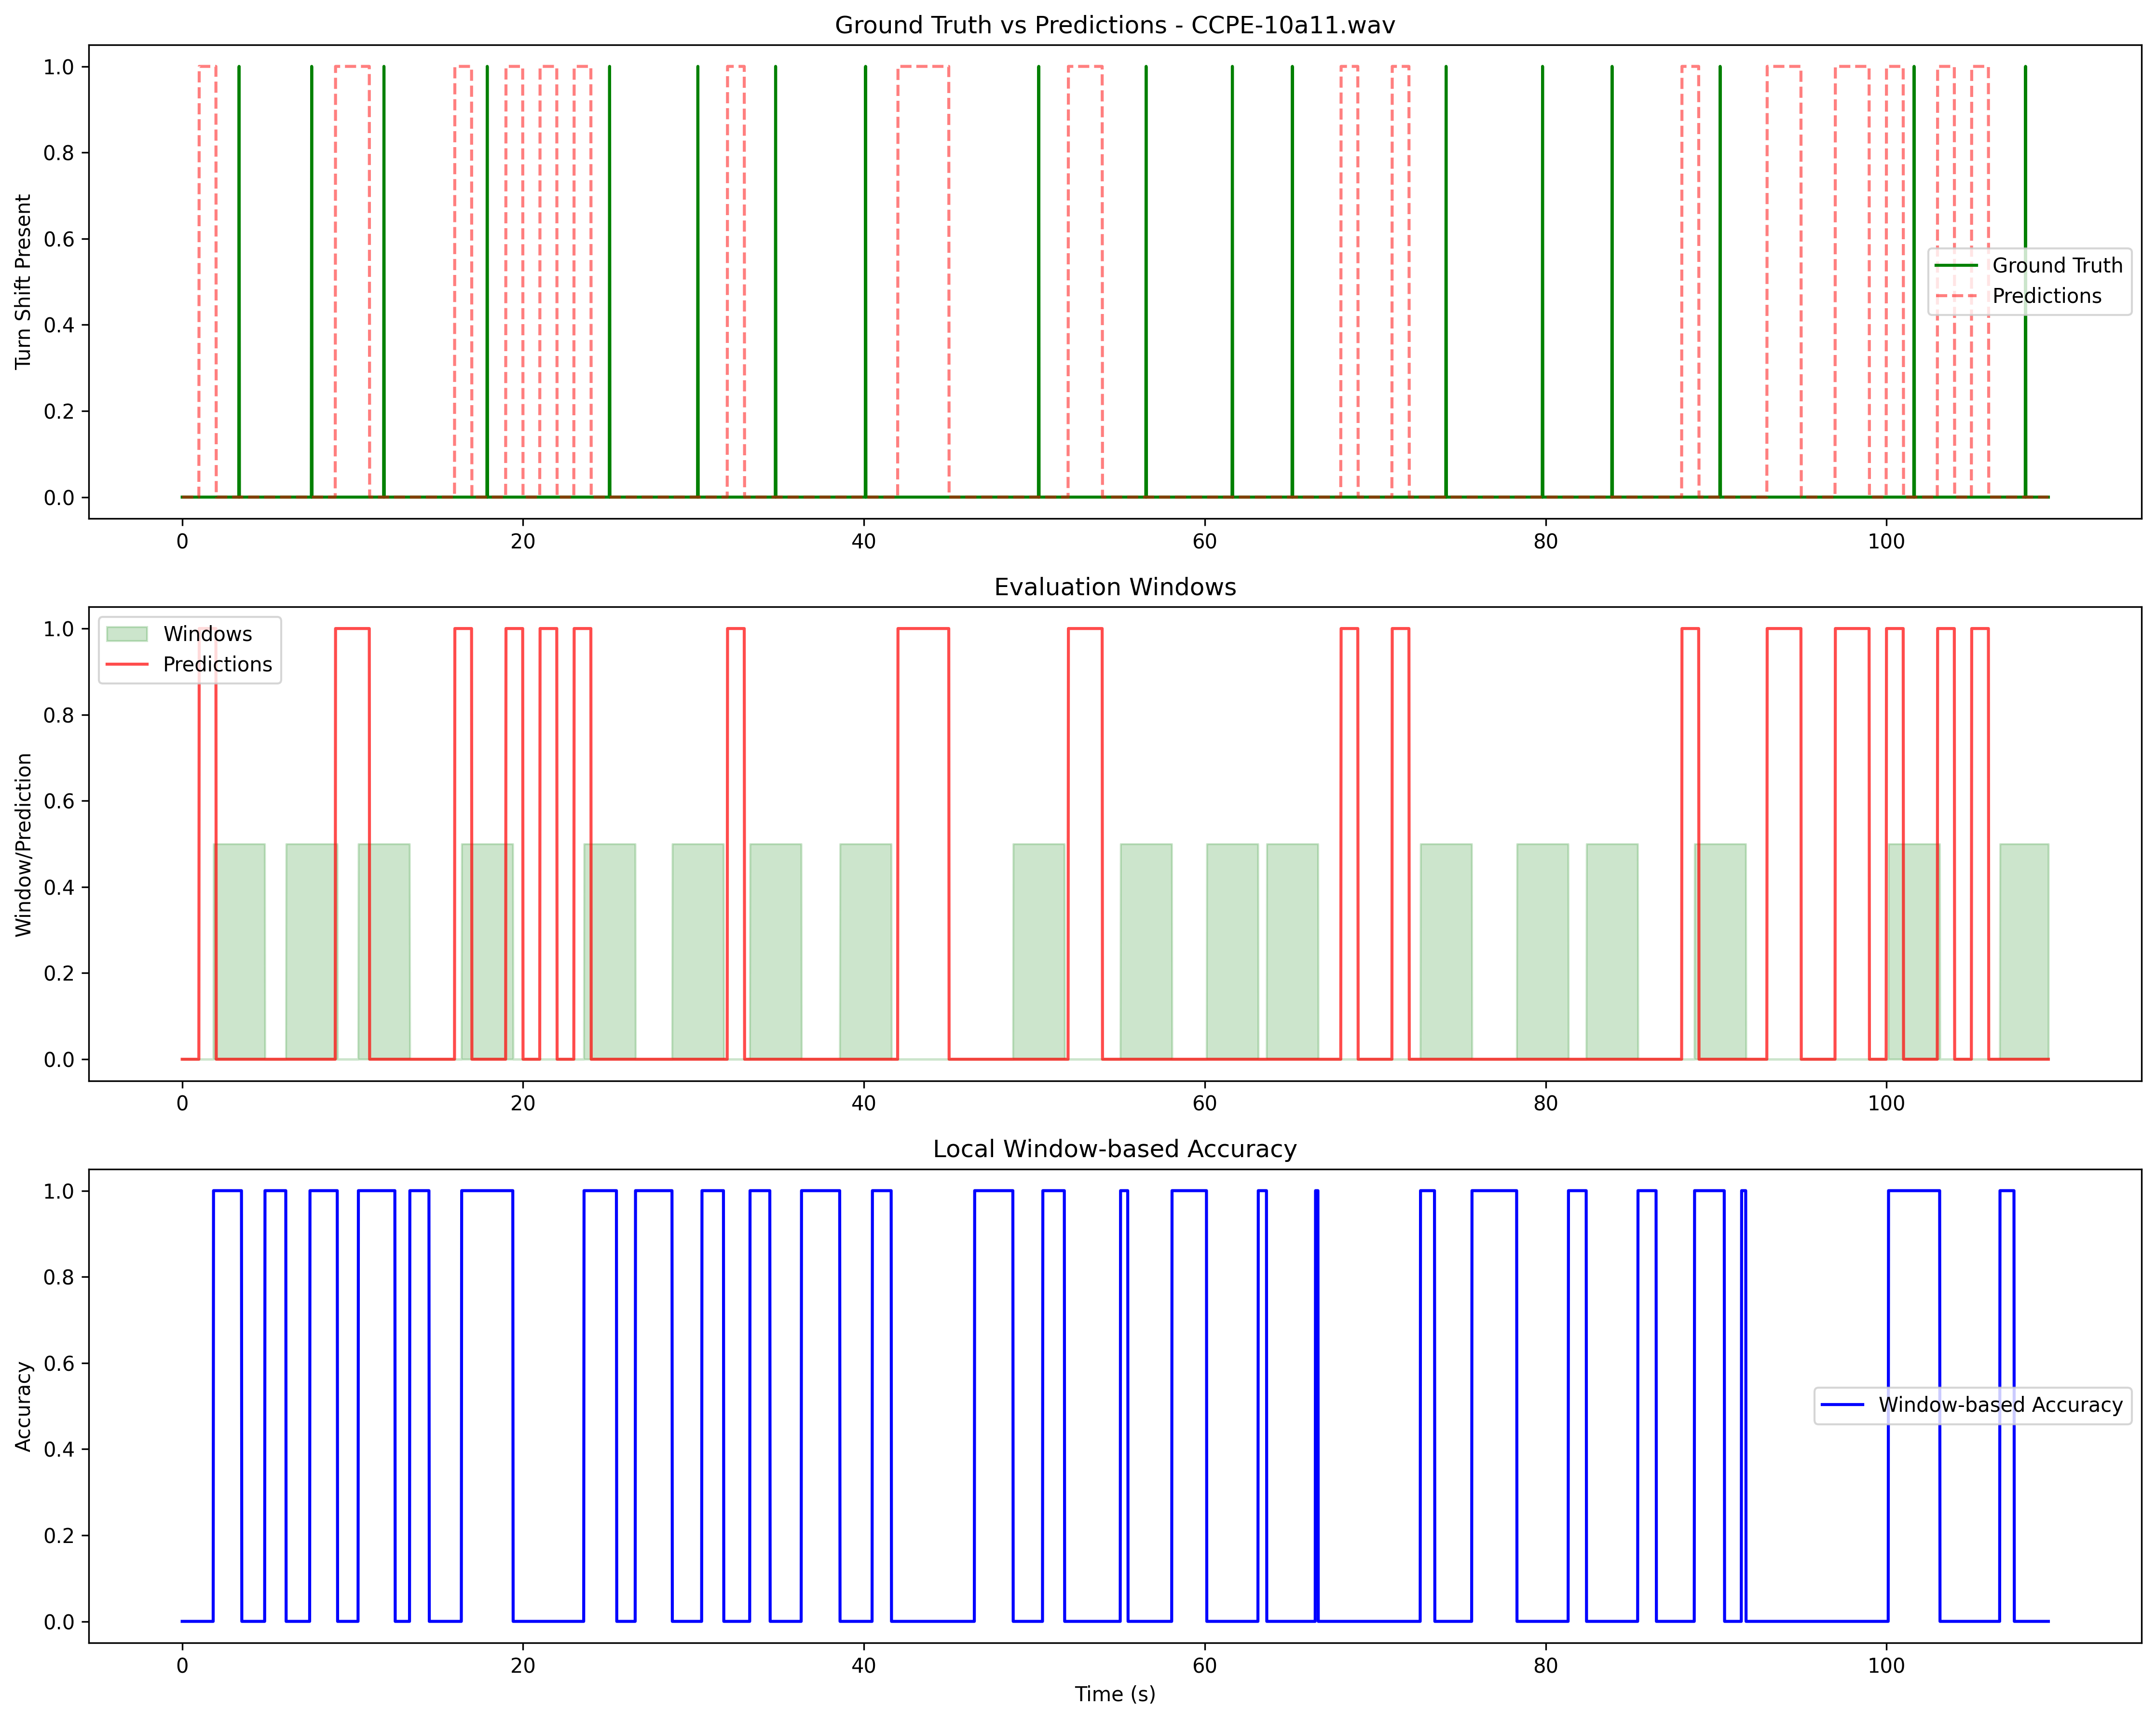 Ground Truth vs Predictions - CCPE-10a11.wav
Turn Shift Present
1.0
0.8
0.6
0.4
0.2
0.0
Ground Truth
Predictions
0 20 40 60 80 100
Evaluation Windows
Window/Prediction
1.0
0.8
0.6
0.4
0.2
0.0
Windows
Predictions
0 20 40 60 80 100
Local Window-based Accuracy
Accuracy
1.0
0.8
0.6
0.4
0.2
0.0
Window-based Accuracy
0 20 40 60 80 100
Time (s)